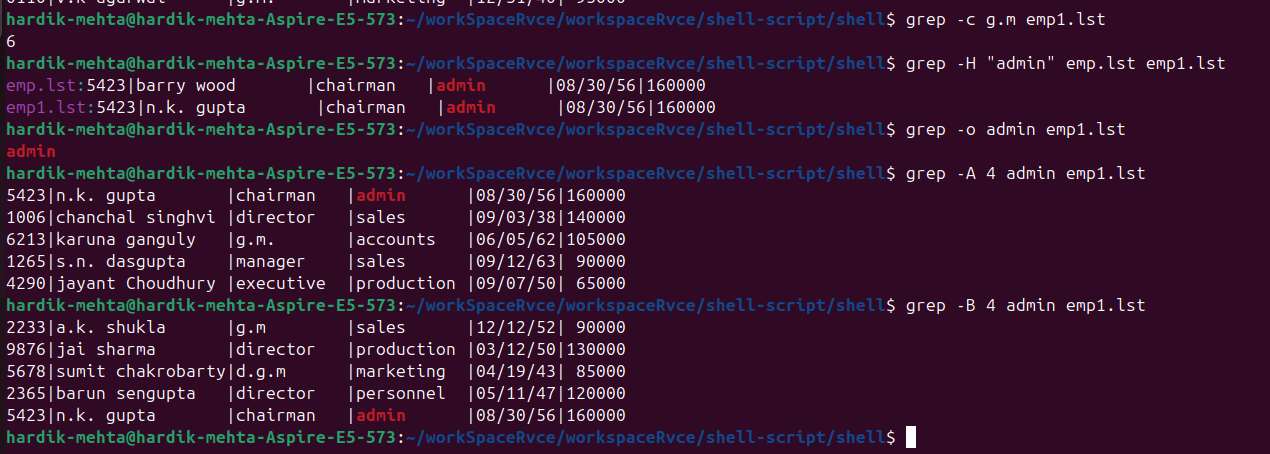 0110|v.k agarwal      |g.m.       |marketing  |12/31/40| 95000
hardik-mehta@hardik-mehta-Aspire-E5-573:~/workSpaceRvce/workspaceRvce/shell-script/shell$ grep -c g.m emp1.lst
6
hardik-mehta@hardik-mehta-Aspire-E5-573:~/workSpaceRvce/workspaceRvce/shell-script/shell$ grep -H "admin" emp.lst emp1.lst
emp.lst:5423|barry wood       |chairman   |admin      |08/30/56|160000
emp1.lst:5423|n.k. gupta       |chairman   |admin      |08/30/56|160000
hardik-mehta@hardik-mehta-Aspire-E5-573:~/workSpaceRvce/workspaceRvce/shell-script/shell$ grep -o admin emp1.lst
admin
hardik-mehta@hardik-mehta-Aspire-E5-573:~/workSpaceRvce/workspaceRvce/shell-script/shell$ grep -A 4 admin emp1.lst
5423|n.k. gupta       |chairman   |admin      |08/30/56|160000
1006|chanchal singhvi |director   |sales      |09/03/38|140000
6213|karuna ganguly   |g.m.       |accounts   |06/05/62|105000
1265|s.n. dasgupta    |manager    |sales      |09/12/63| 90000
4290|jayant Choudhury |executive  |production |09/07/50| 65000
hardik-mehta@hardik-mehta-Aspire-E5-573:~/workSpaceRvce/workspaceRvce/shell-script/shell$ grep -B 4 admin emp1.lst
2233|a.k. shukla      |g.m        |sales      |12/12/52| 90000
9876|jai sharma       |director   |production |03/12/50|130000
5678|sumit chakrobarty|d.g.m      |marketing  |04/19/43| 85000
2365|barun sengupta   |director   |personnel  |05/11/47|120000
5423|n.k. gupta       |chairman   |admin      |08/30/56|160000
hardik-mehta@hardik-mehta-Aspire-E5-573:~/workSpaceRvce/workspaceRvce/shell-script/shell$